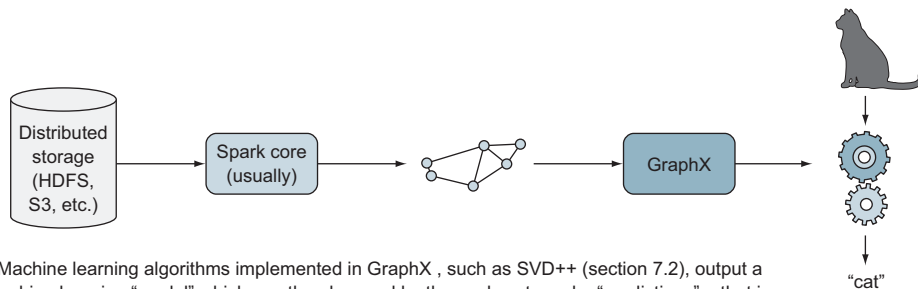 Distributed
storage
(HDFS,
S3, etc.)
Spark core
(usually)
GraphX
“cat”
Machine learning algorithms implemented in GraphX , such as SVD++ (section 7.2), output a